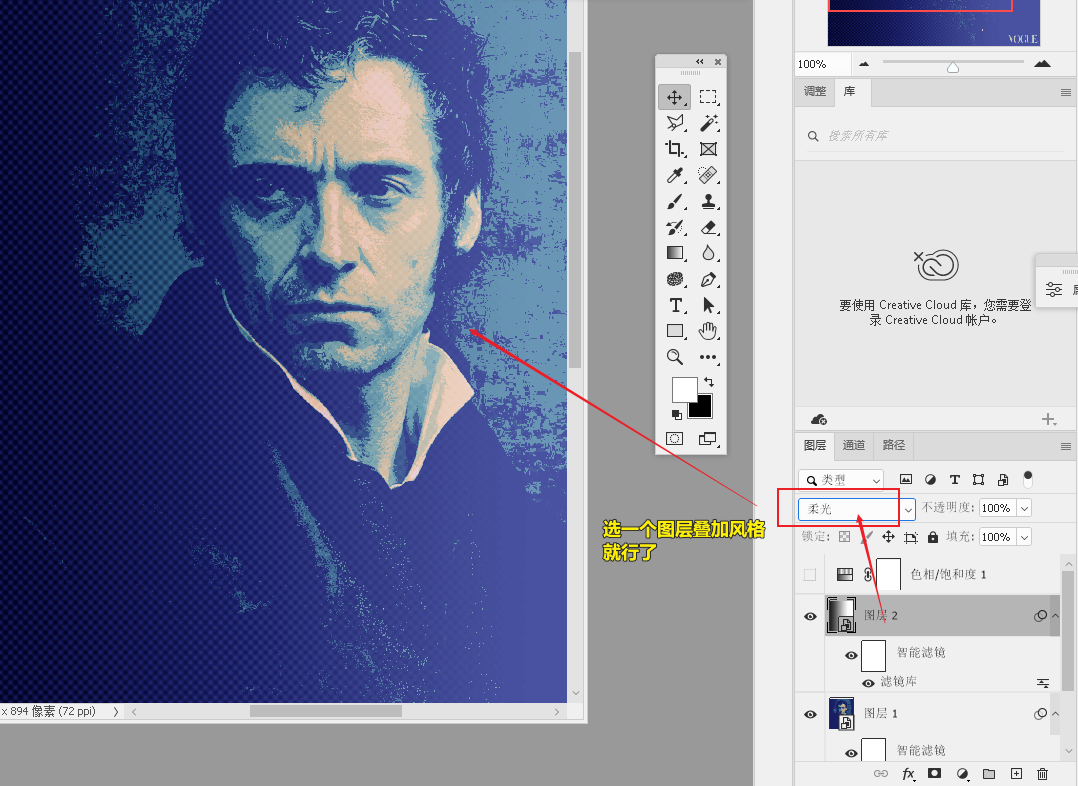 VOGUE
100%
调整
库
搜索所有库
要使用 Creative Cloud 库，您需要登
录 Creative Cloud 帐户。
图层
通道
路径
类型
柔光
不透明度:
100%
选一个图层叠加风格
就行了
锁定:
填充:
100%
色相/饱和度 1
图层 2
智能滤镜
滤镜库
x 894 像素 (72 ppi)
图层 1
智能滤镜
fx